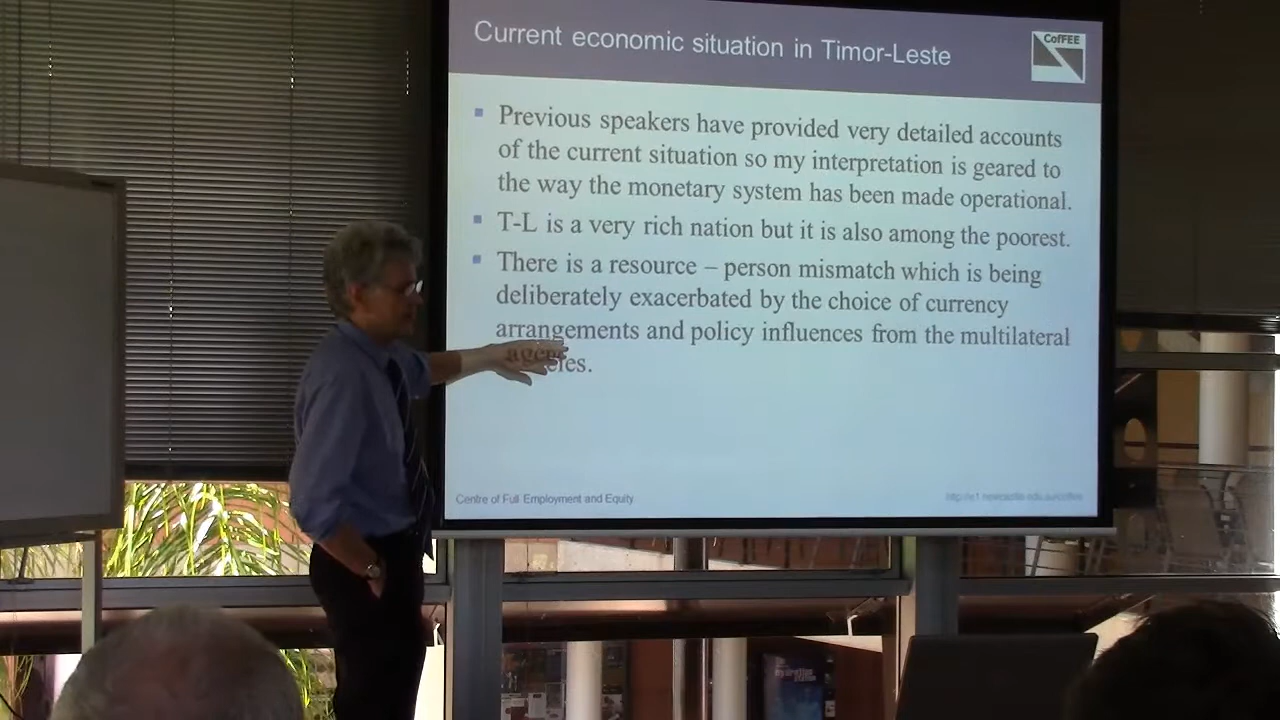 Current economic situation in Timor-Leste
CofFEE
Previous speakers have provided very detailed accounts
of the current situation so my interpretation is geared to
the way the monetary system has been made operational.
T-L is a very rich nation but it is also among the poorest.
There is a resource – person mismatch which is being
deliberately exacerbated by the choice of currency
arrangements and policy influences from the multilateral
agencies.
Centre of Full Employment and Equity
hydration
station